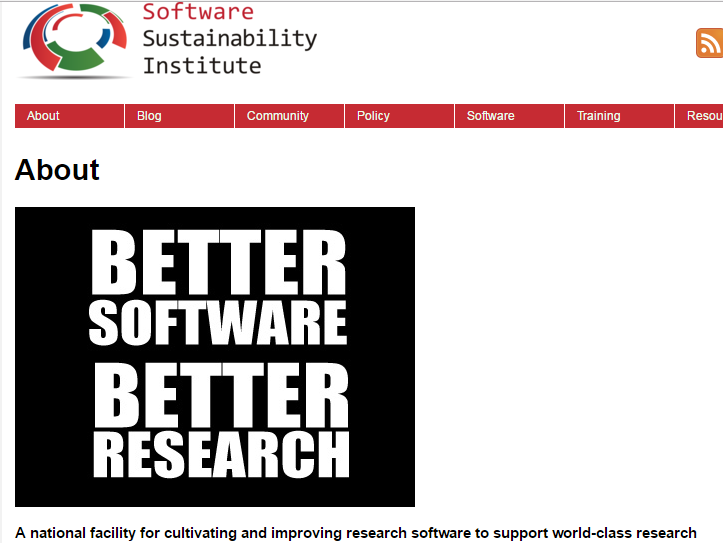 Software
Sustainability
Institute
About Blog Community Policy Software Training Resou
About
BETTER
SOFTWARE
BETTER
RESEARCH
A national facility for cultivating and improving research software to support world-class research